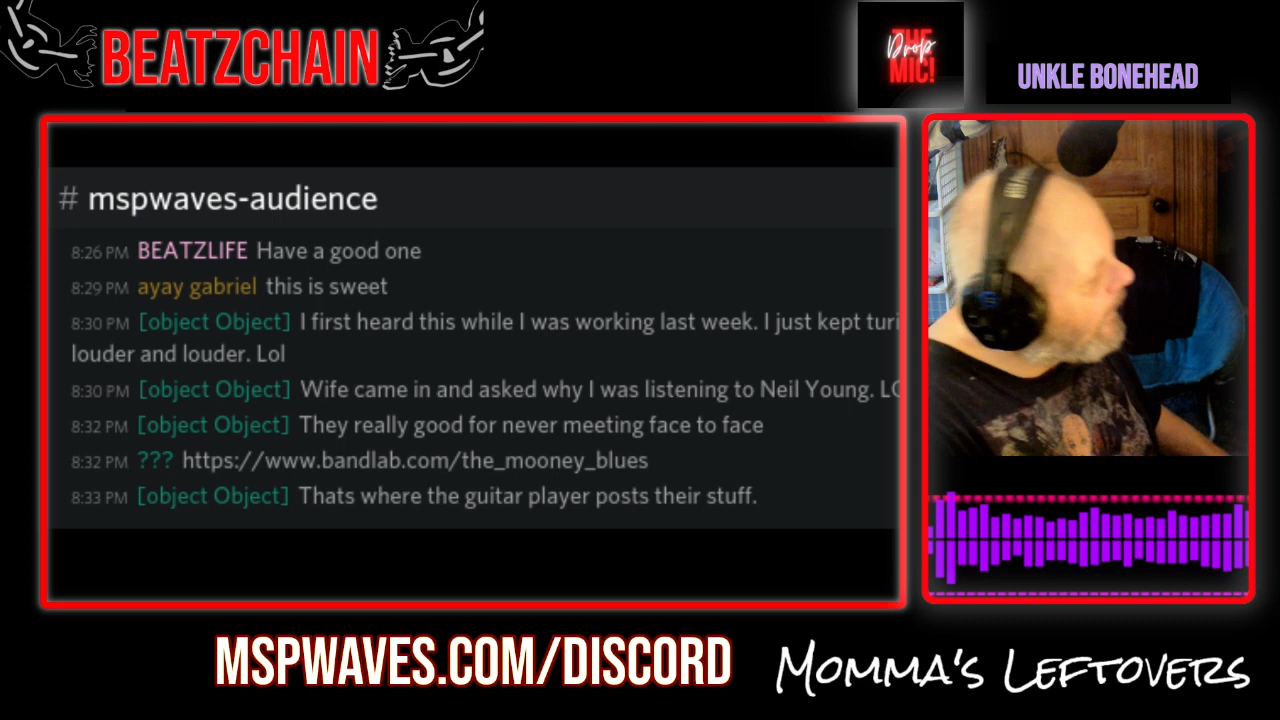 BEATZCHAIN
THE
Drop
MIC!
UNKLE BONEHEAD
# mspwaves-audience
8:26 PM BEATZLIFE Have a good one
8:29 PM ayay gabriel this is sweet
8:30 PM [object Object] I first heard this while I was working last week. I just kept turi
louder and louder. Lol
8:30 PM [object Object] Wife came in and asked why I was listening to Neil Young. LO
8:32 PM [object Object] They really good for never meeting face to face
8:32 PM ??? https://www.bandlab.com/the_mooney_blues
8:33 PM [object Object] Thats where the guitar player posts their stuff.
MSPWAVES.COM/DISCORD
MOMMA'S LEFTOVERS